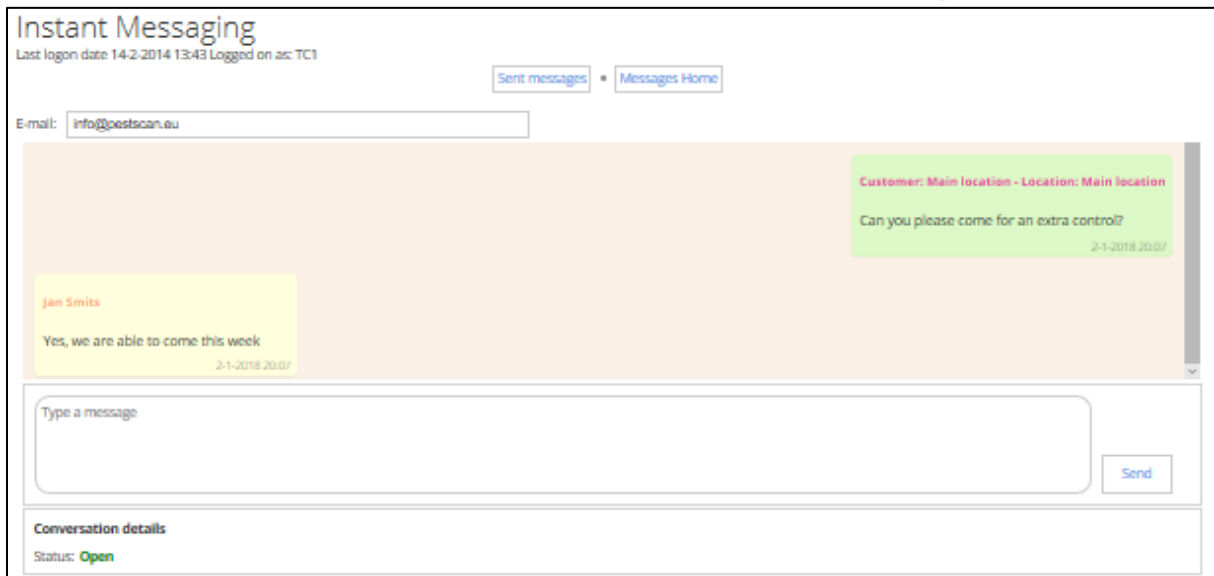 Instant Messaging
Last logon date 14-2-2014 13:43 Logged on as: TC1
Sent messages • Messages Home
E-mail: info@pestscan.eu
Customer: Main location - Location: Main location
Can you please come for an extra control?
2-1-2018 20:07
Jan Smits
Yes, we are able to come this week
2-1-2018 20:07
Type a message
Send
Conversation details
Status: Open